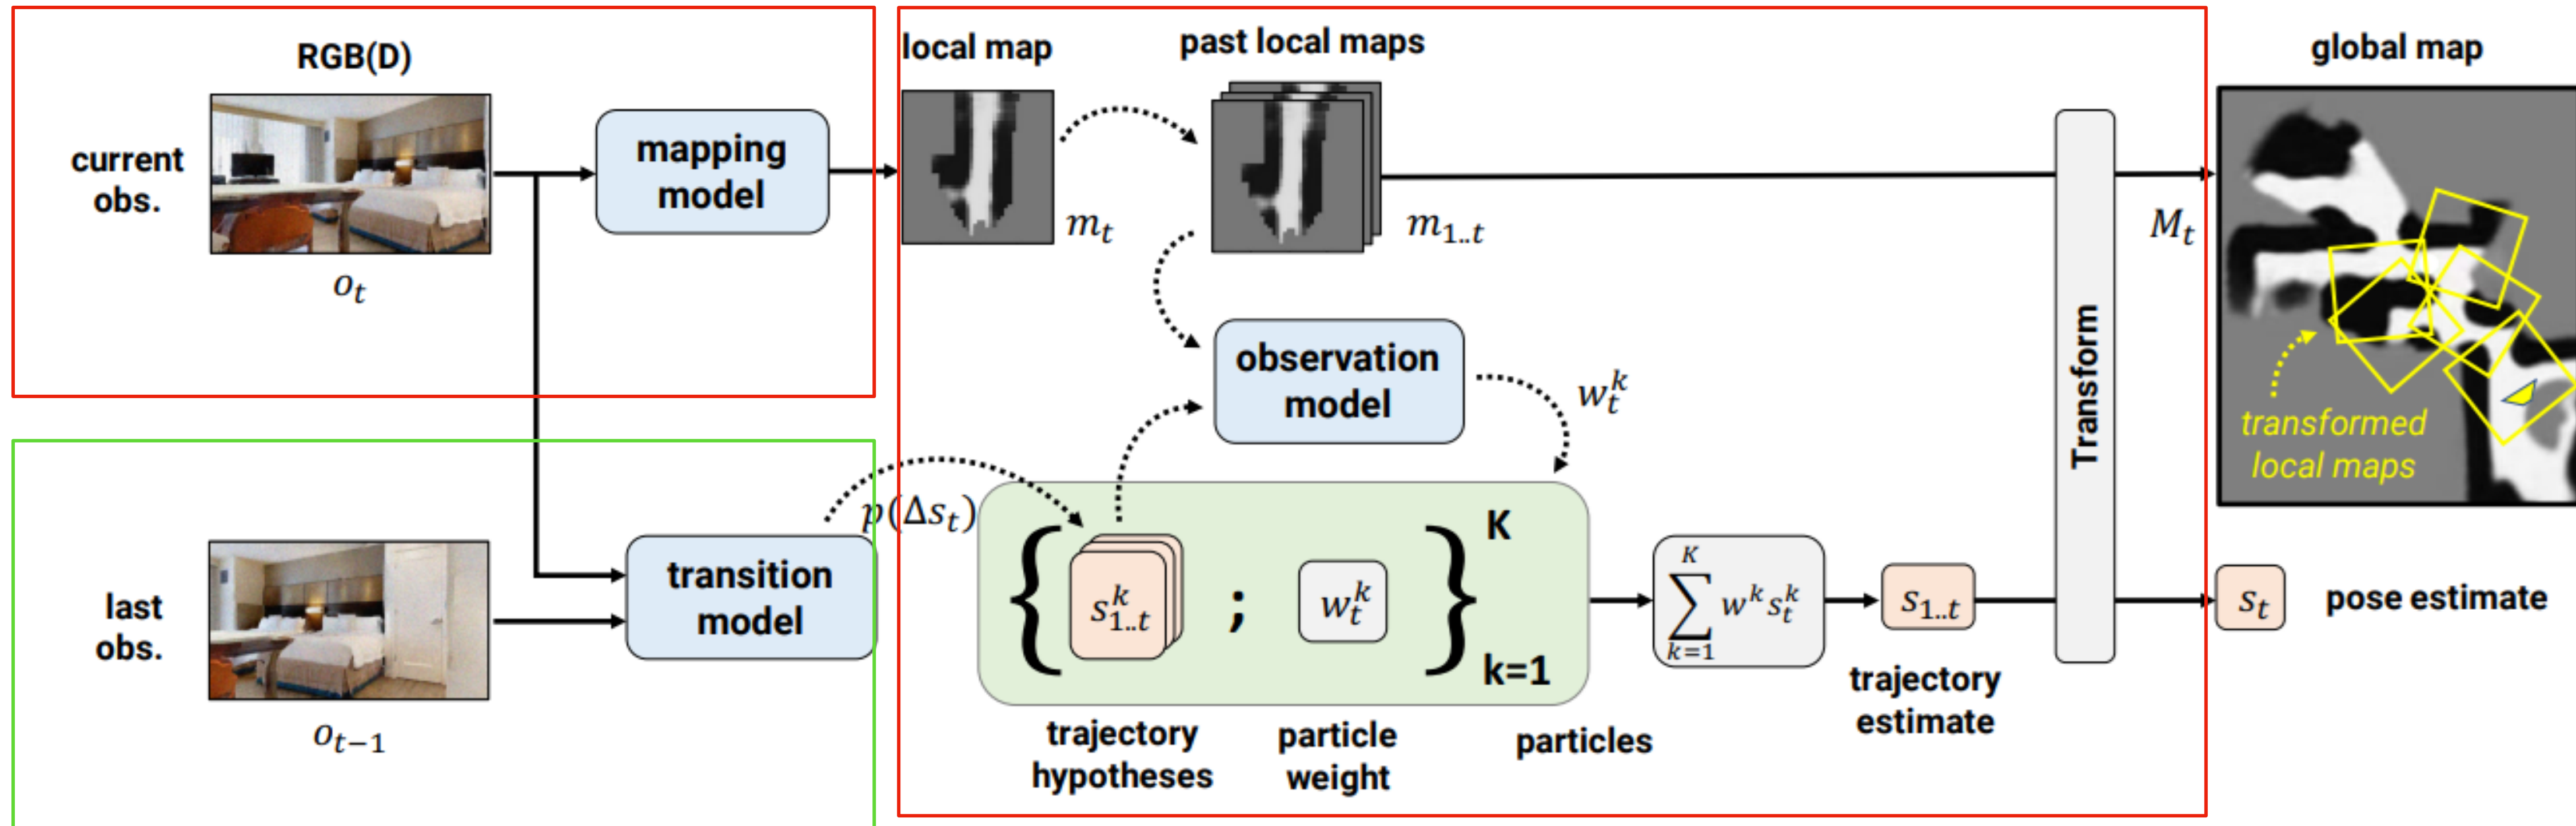 RGB(D)
current
obs.
o_t
mapping
model
local map
m_t
past local maps
m_{1..t}
observation
model
w_t^k
Transform
M_t
global map
transformed
local maps
last
obs.
o_{t−1}
transition
model
p(Δs_t)
{ s_{1..t}^k ; w_t^k }
K
k=1
trajectory
hypotheses
particle
weight
particles
K
∑ w^k s_t^k
k=1
s_{1..t}
trajectory
estimate
s_t
pose estimate